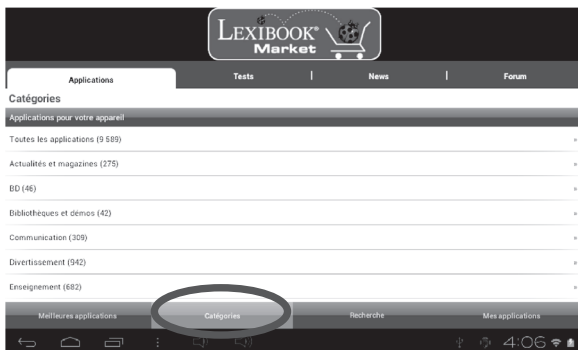 LEXIBOOK®
Market
Applications Tests | News | Forum
Catégories
Applications pour votre appareil
Toutes les applications (9 589)
Actualités et magazines (275)
BD (46)
Bibliothèques et démos (42)
Communication (309)
Divertissement (942)
Enseignement (682)
Meilleures applications Catégories Recherche Mes applications
4:06